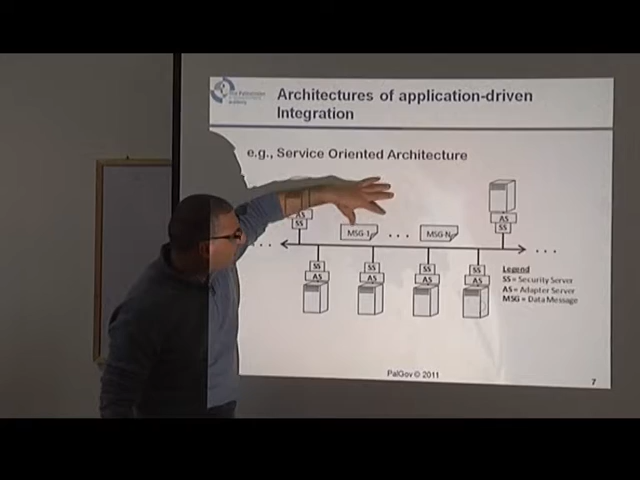 Architectures of application-driven
Integration
e.g., Service Oriented Architecture
AS
AS
SS
SS
MSG-1
. . .
MSG-N
. . .
. . .
SS
SS
SS
SS
AS
AS
AS
AS
Legend
SS = Security Server
AS = Adapter Server
MSG = Data Message
PalGov © 2011
7